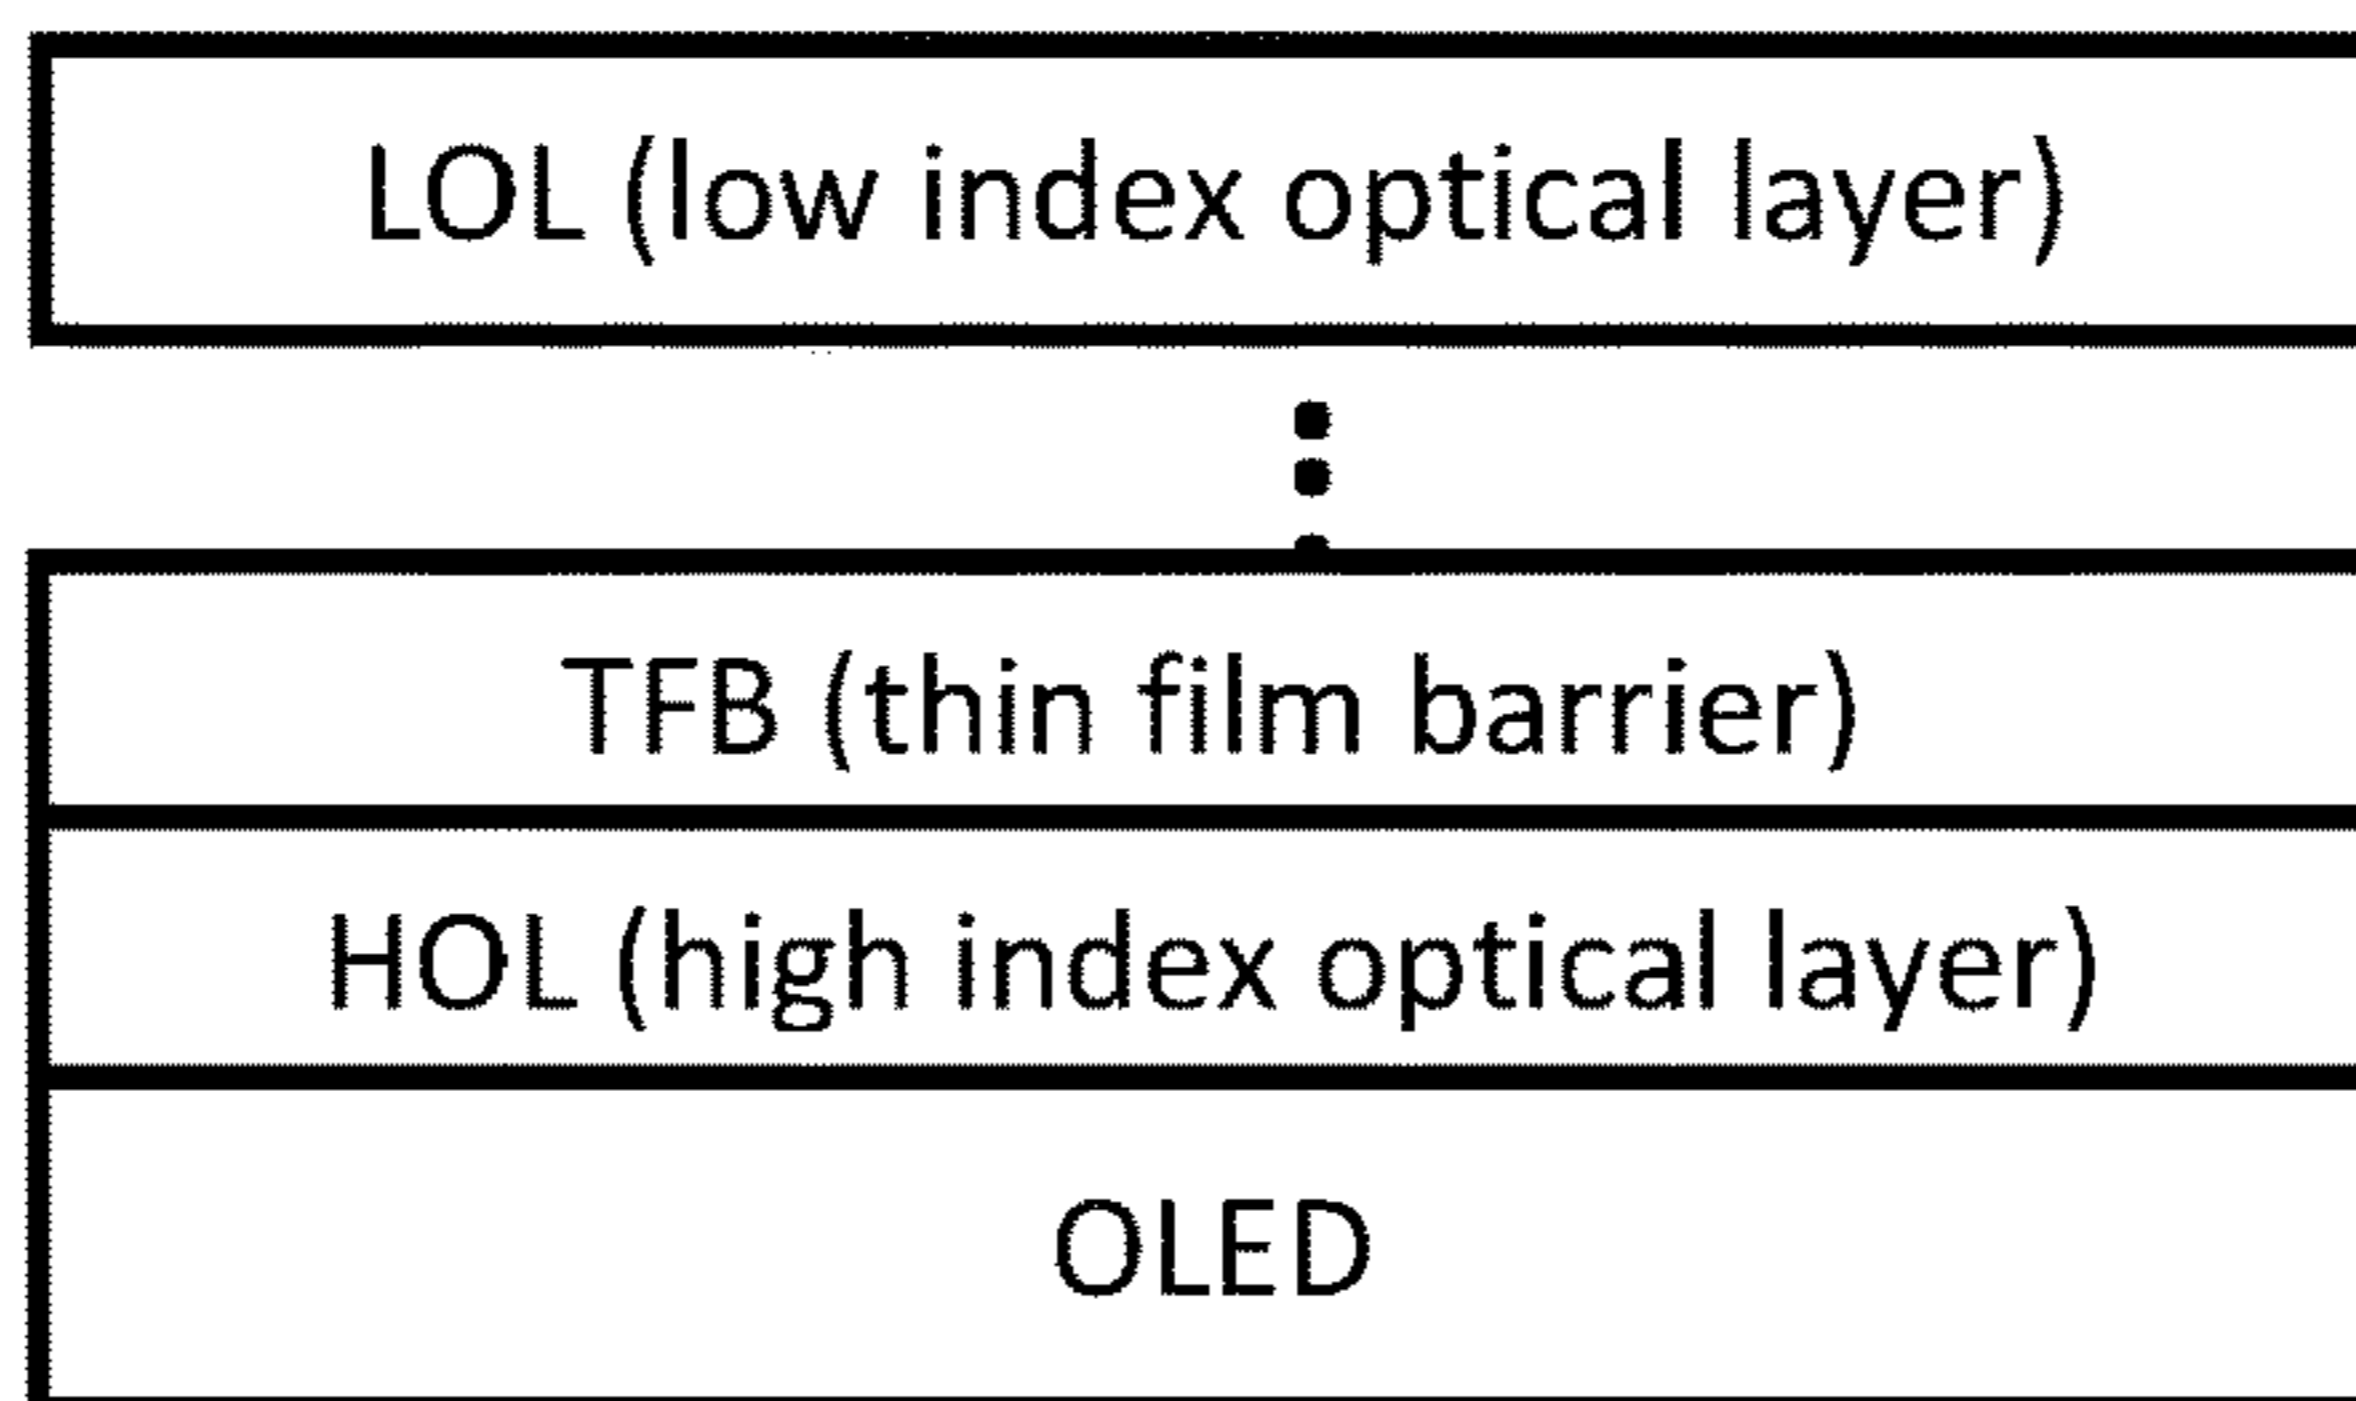 LOL (low index optical layer)
TFB (thin film barrier)
HOL (high index optical layer)
OLED